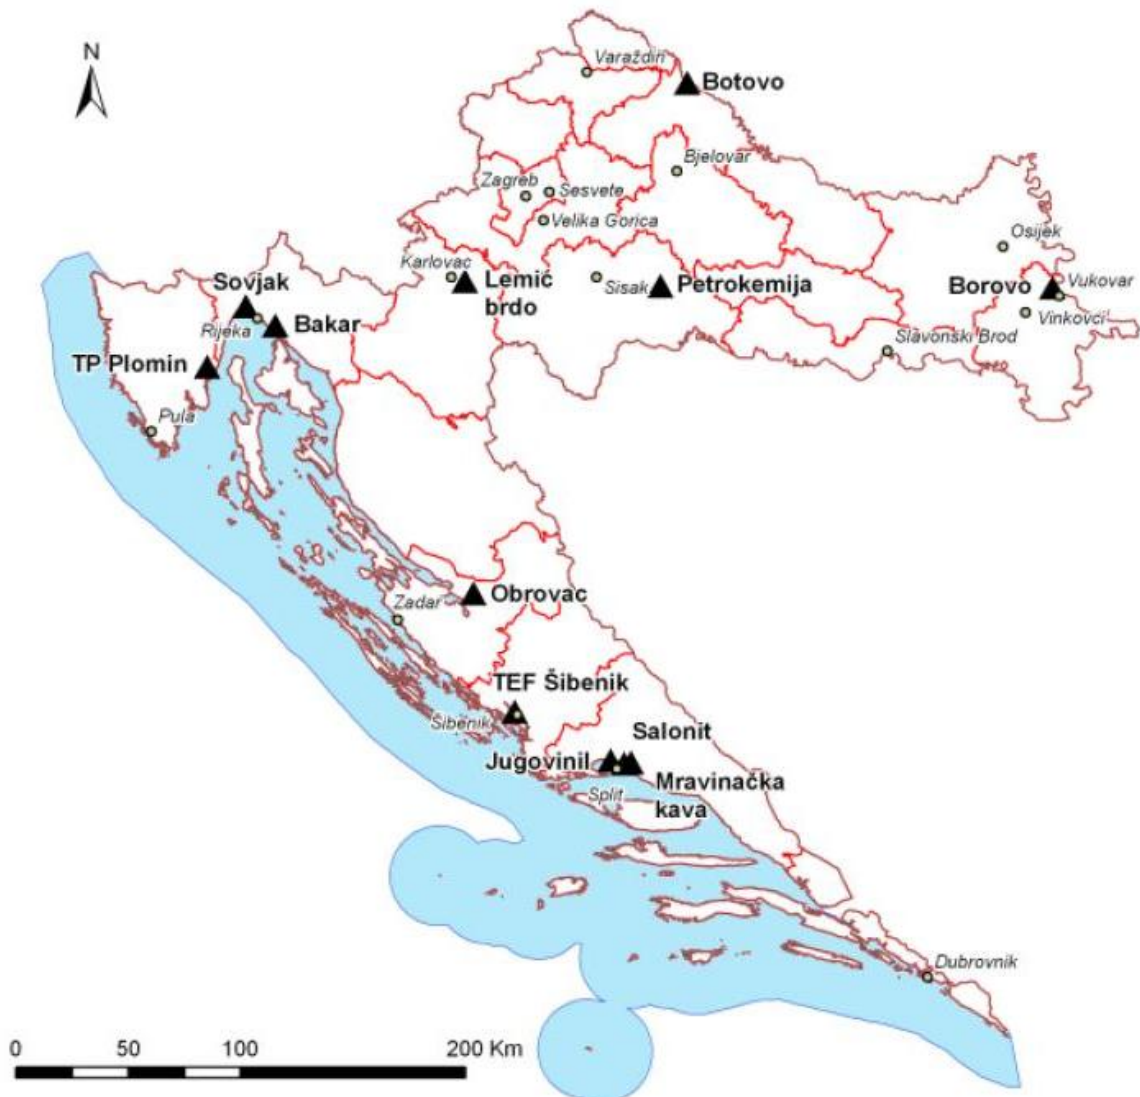 N
Varaždin
Botovo
Bjelovar
Zagreb
Sesvete
Velika Gorica
Osijek
Karlovac
Lemić
brdo
Sisak
Petrokemija
Borovo
Vukovar
Vinkovci
Slavonski Brod
Sovjak
Rijeka
Bakar
TP Plomin
Pula
Obrovac
Zadar
TEF Šibenik
Šibenik
Salonit
Jugovinil
Mravinačka
kava
Split
Dubrovnik
0 50 100 200 Km